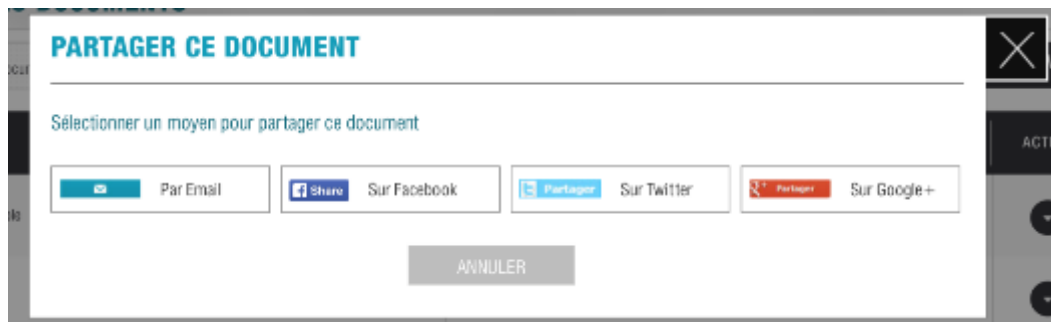 DOCUMENTS
PARTAGER CE DOCUMENT
Sélectionner un moyen pour partager ce document
Par Email
f Share Sur Facebook
t Partager Sur Twitter
g+ Partager Sur Google+
ANNULER